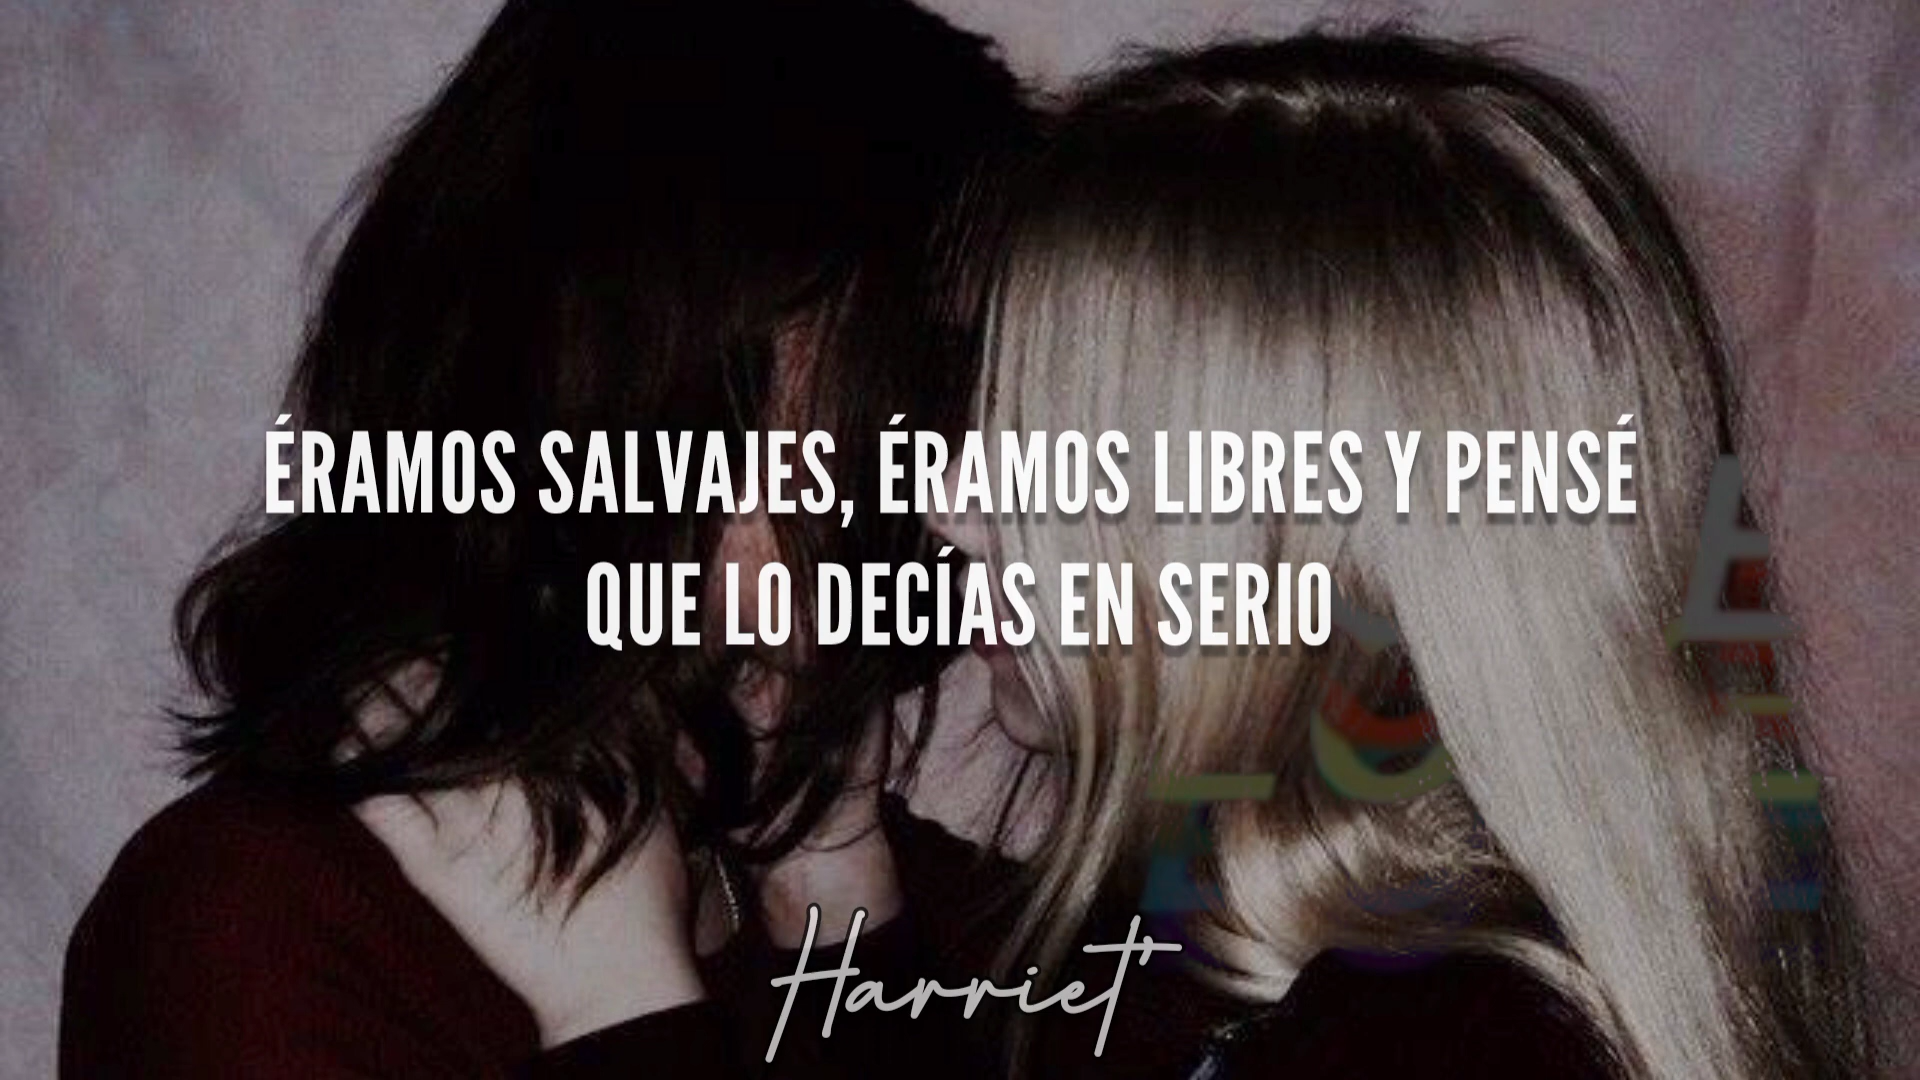 ÉRAMOS SALVAJES, ÉRAMOS LIBRES Y PENSÉ
QUE LO DECÍAS EN SERIO
Harriet'